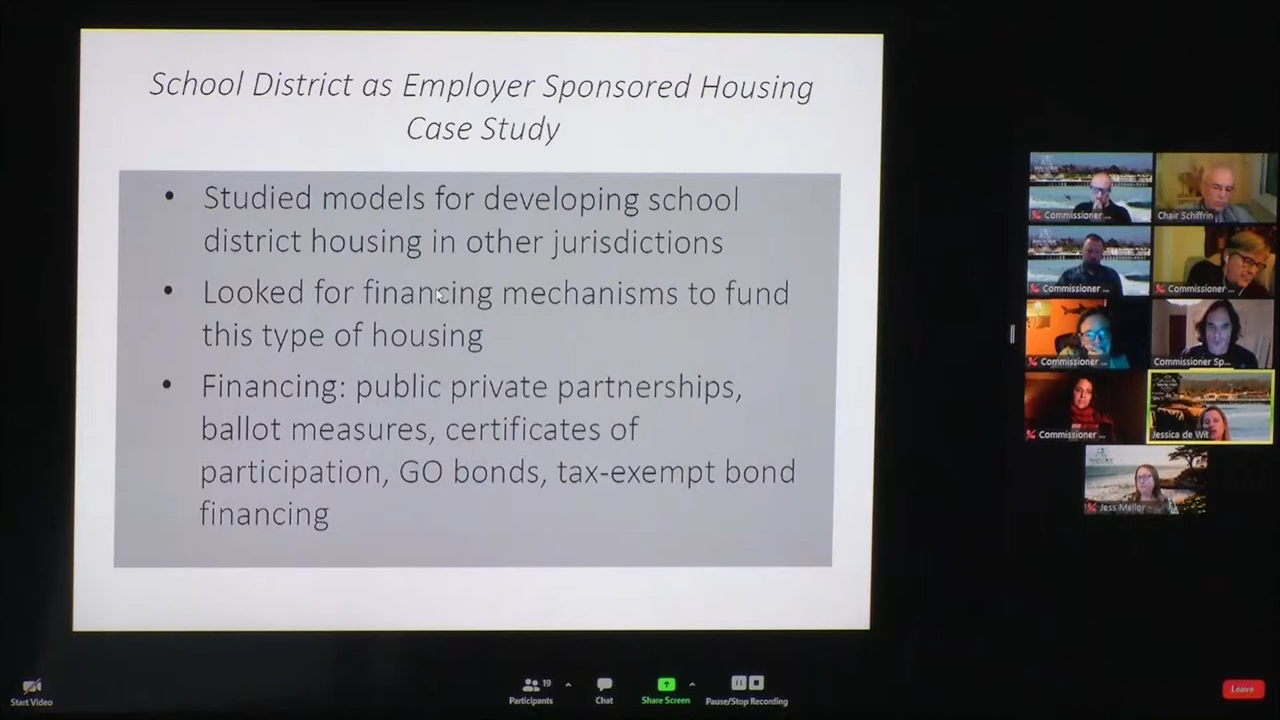 School District as Employer Sponsored Housing
Case Study
• Studied models for developing school
district housing in other jurisdictions
• Looked for financing mechanisms to fund
this type of housing
• Financing: public private partnerships,
ballot measures, certificates of
participation, GO bonds, tax-exempt bond
financing
Commissioner ...
Chair Schiffrin
Commissioner ...
Commissioner ...
Commissioner ...
Commissioner Sp...
Commissioner ...
Jessica de Wit
Jess Mellor -
Start Video
Participants
19
Chat
Share Screen
Pause/Stop Recording
Leave